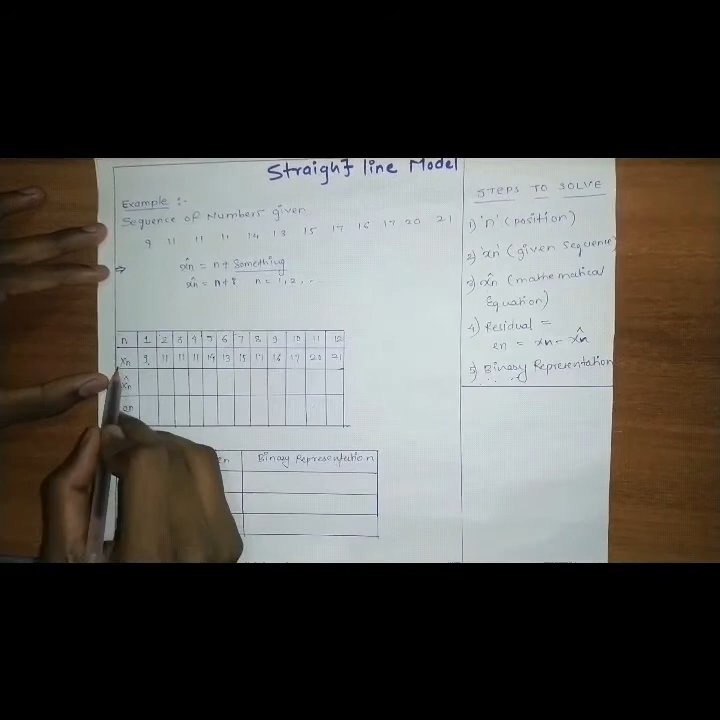 Straight line Model
Example :-
Sequence of Numbers given
9 11 11 11 14 13 15 17 16 17 20 21
⇒ x̂n = n + Something
x̂n = n + i n = 1, 2, ...
n 1 2 3 4 5 6 7 8 9 10 11 12
xn 9 11 11 11 14 13 15 17 16 17 20 21
x̂n
en
en Binary Representation
STEPS TO SOLVE
1) 'n' (position)
2) 'xn' (given sequence)
3) x̂n (mathematical
Equation)
4) Residual =
en = xn - x̂n
5) Binary Representation